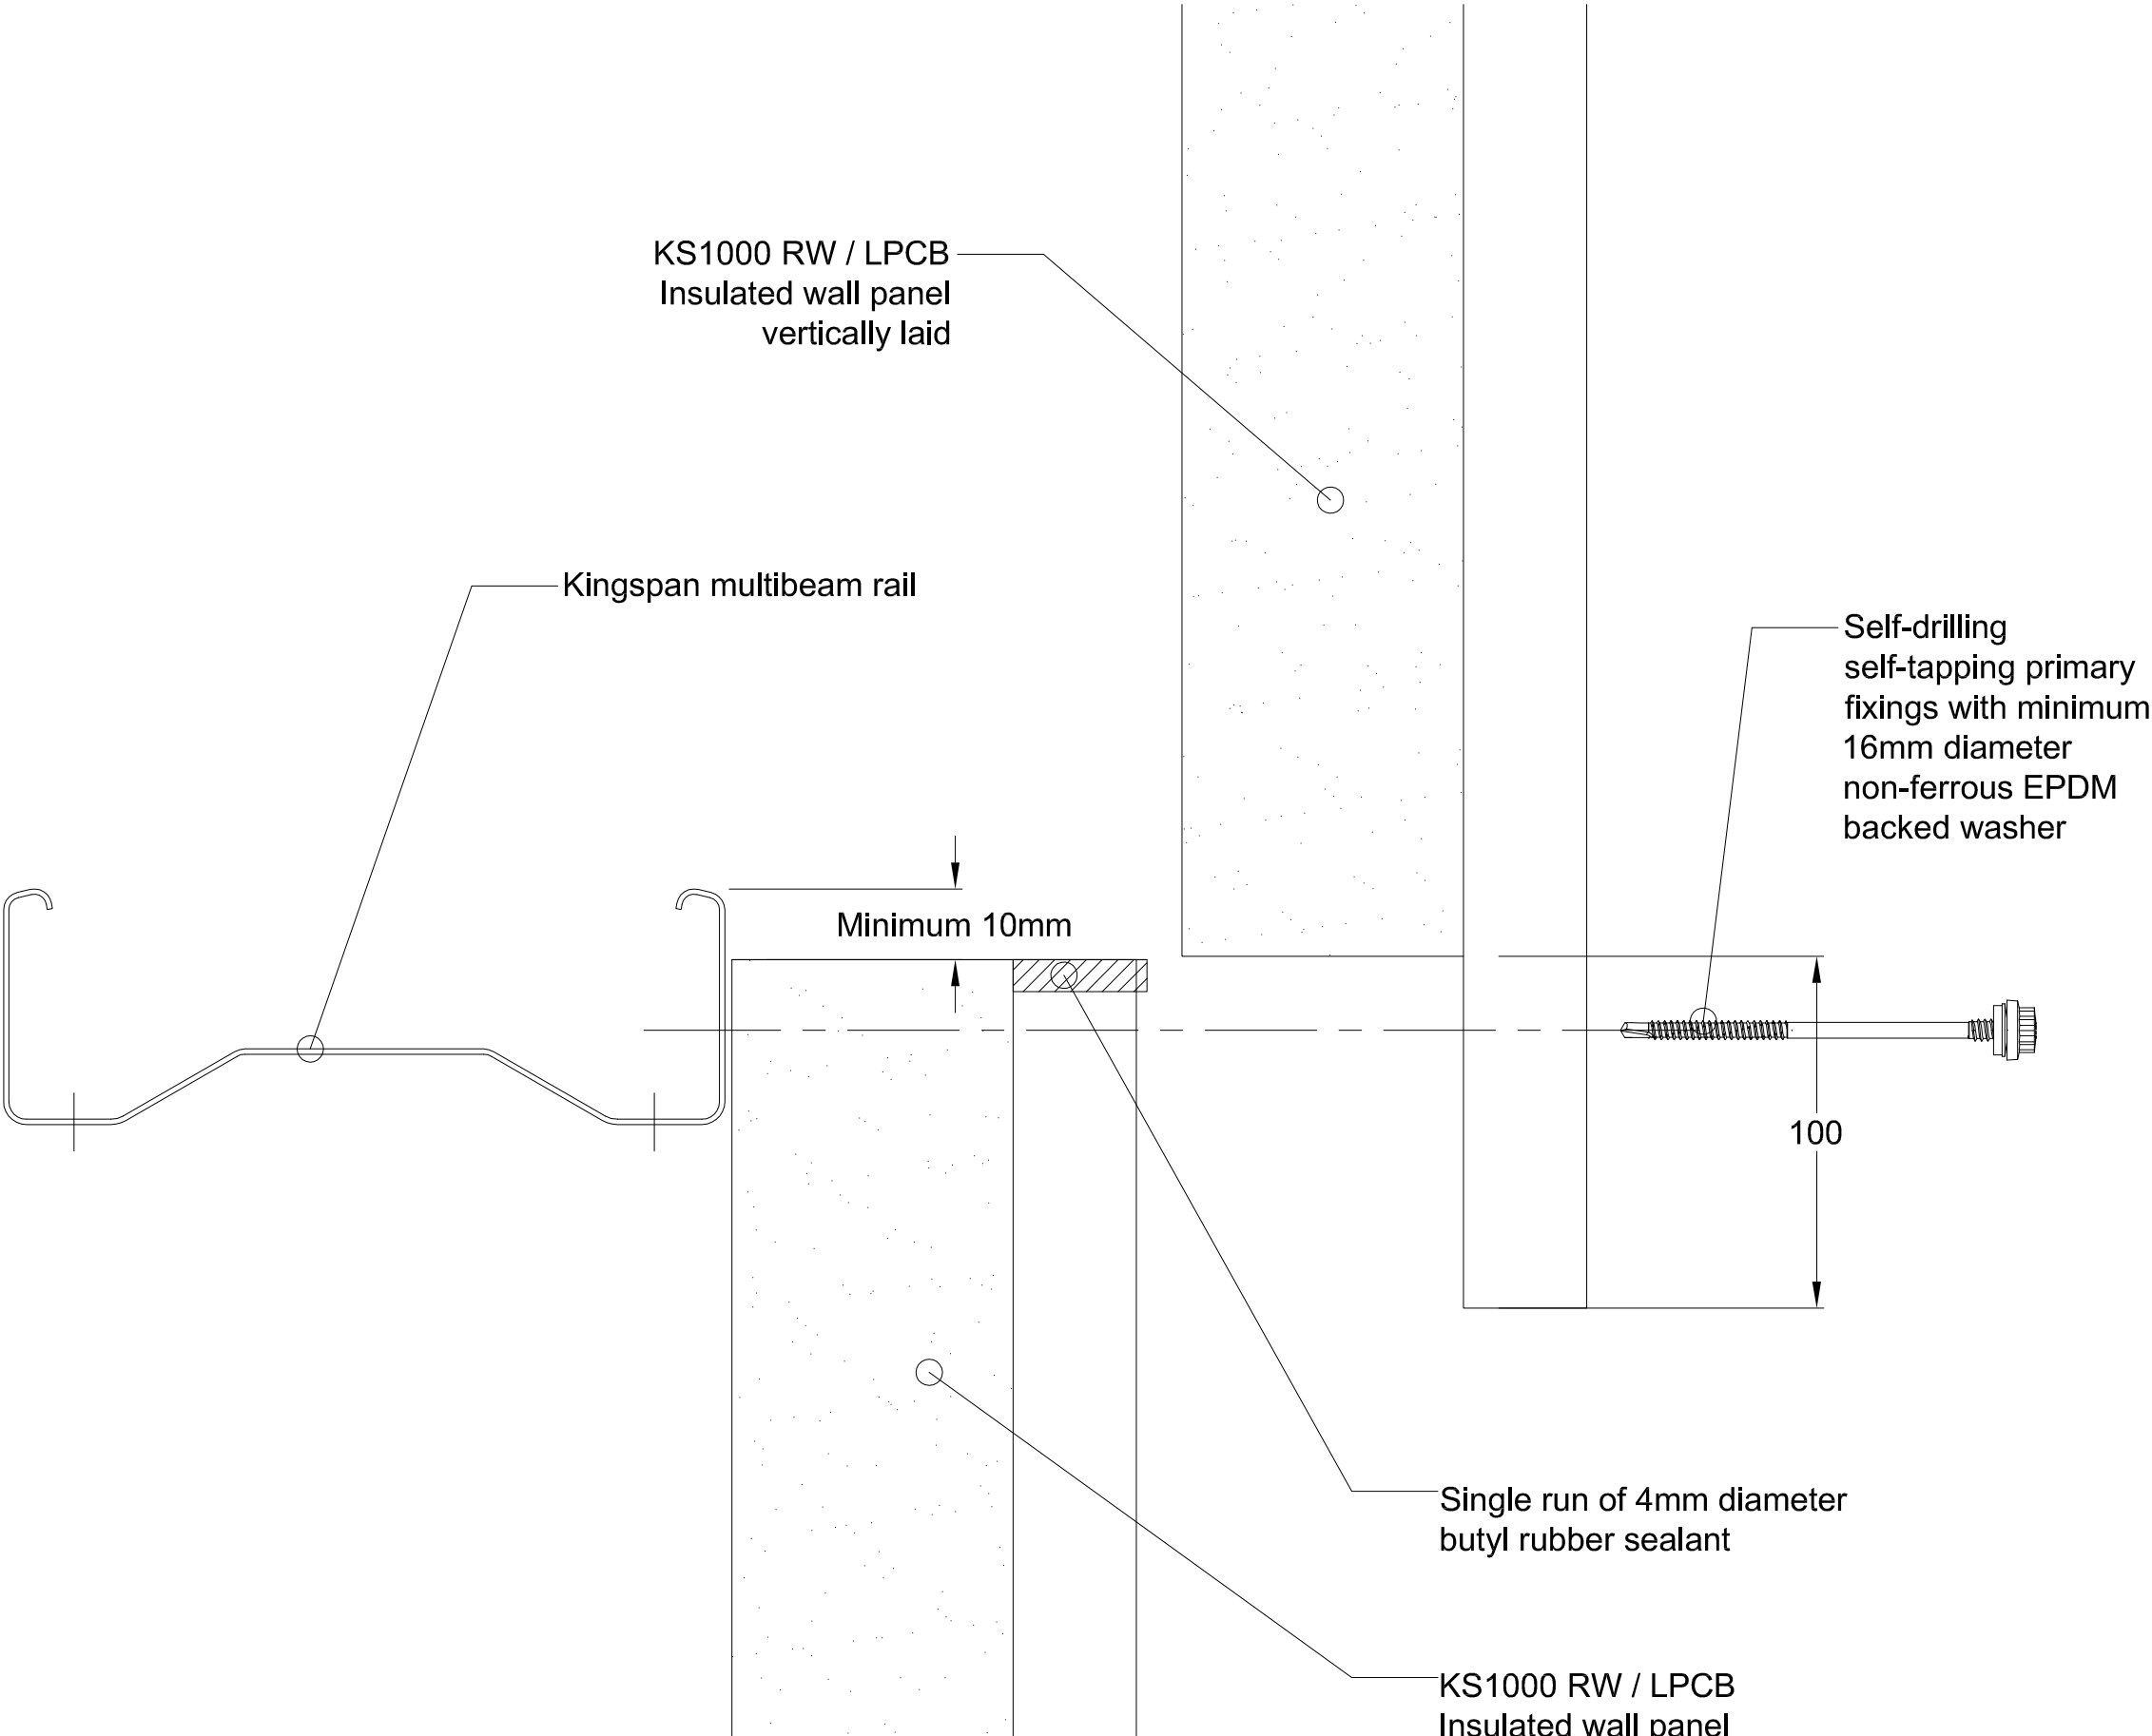 KS1000 RW / LPCB
Insulated wall panel
vertically laid
Kingspan multibeam rail
Self-drilling
self-tapping primary
fixings with minimum
16mm diameter
non-ferrous EPDM
backed washer
Minimum 10mm
100
Single run of 4mm diameter
butyl rubber sealant
KS1000 RW / LPCB
Insulated wall panel